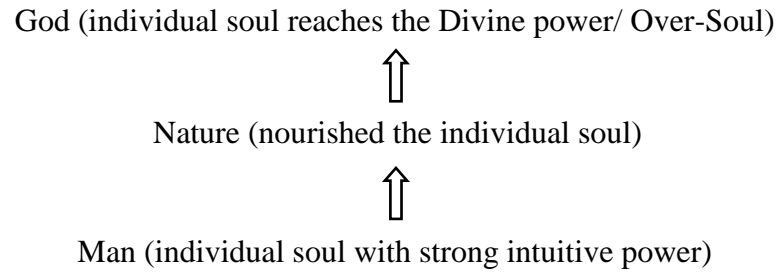 God (individual soul reaches the Divine power/ Over-Soul)
Nature (nourished the individual soul)
Man (individual soul with strong intuitive power)